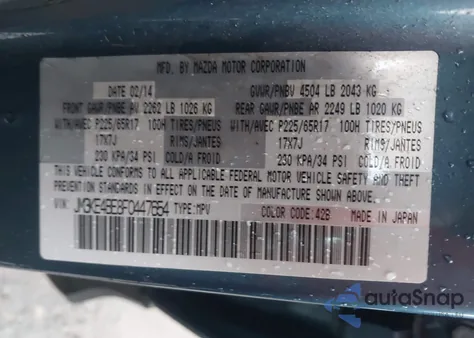 MFD. BY MAZDA MOTOR CORPORATION
DATE 02/14 GVWR/PNBV 4504 LB 2043 KG
FRONT GAWR/PNBE AV 2262 LB 1026 KG REAR GAWR/PNBE AR 2249 LB 1020 KG
WITH/AVEC P225/65R17 100H TIRES/PNEUS WITH/AVEC P225/65R17 100H TIRES/PNEUS
17X7J RIMS/JANTES 17X7J RIMS/JANTES
230 KPA/34 PSI COLD/A FROID 230 KPA/34 PSI COLD/A FROID
THIS VEHICLE CONFORMS TO ALL APPLICABLE FEDERAL MOTOR VEHICLE SAFETY, BUMPER, AND THEFT
PREVENTION STANDARDS IN EFFECT ON THE DATE OF MANUFACTURE SHOWN ABOVE.
VIN: JM3KE4BE8F0447654 TYPE:MPV COLOR CODE:42B MADE IN JAPAN
autoSnap